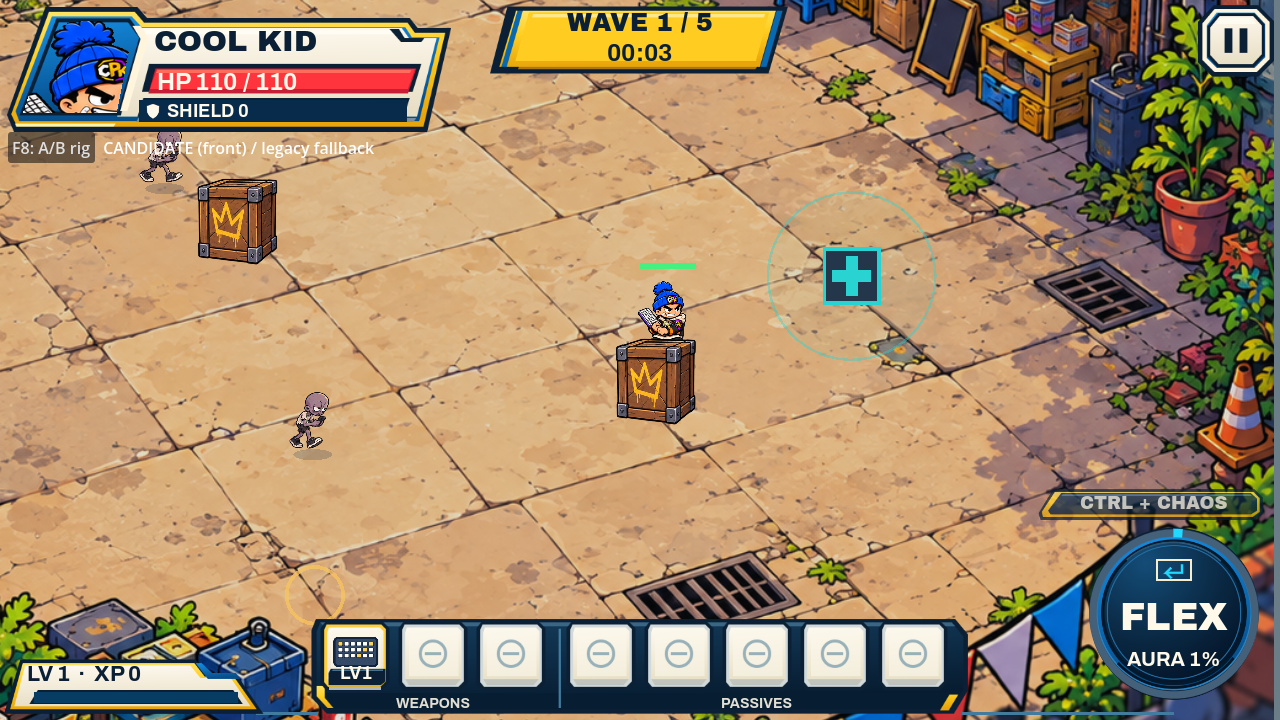 COOL KID
HP 110 / 110
SHIELD 0
WAVE 1 / 5
00:03
F8: A/B rig
CANDIDATE (front) / legacy fallback
CTRL + CHAOS
FLEX
AURA 1%
LV 1 · XP 0
LV1
WEAPONS
PASSIVES